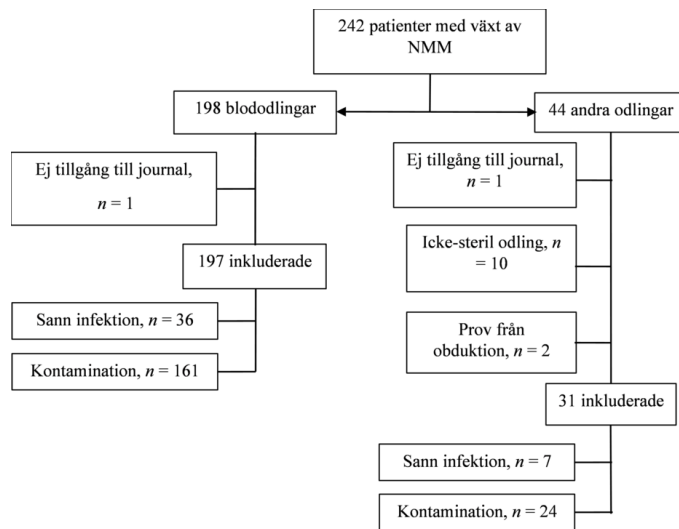 242 patienter med växt av
NMM
198 blododlingar
44 andra odlingar
Ej tillgång till journal,
n = 1
197 inkluderade
Sann infektion, n = 36
Kontamination, n = 161
Ej tillgång till journal,
n = 1
Icke-steril odling, n
= 10
Prov från
obduktion, n = 2
31 inkluderade
Sann infektion, n = 7
Kontamination, n = 24